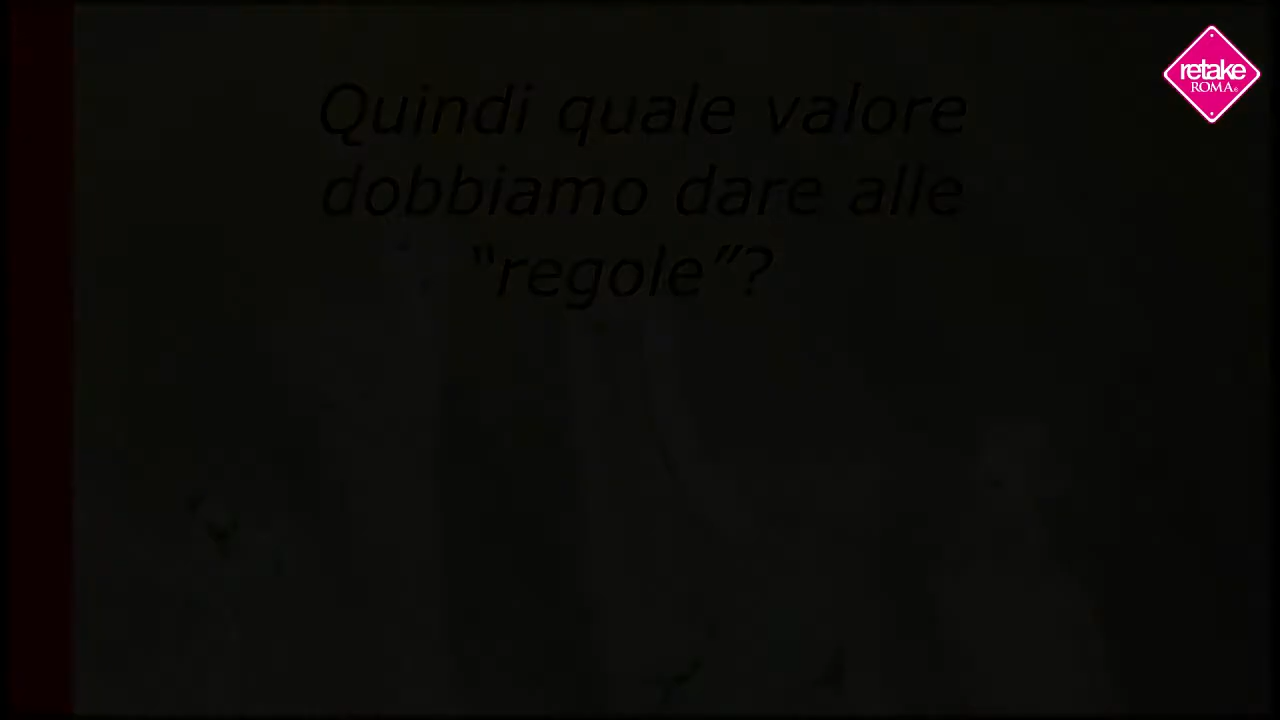 Quindi quale valore
dobbiamo dare alle
“regole”?
retake
ROMA®